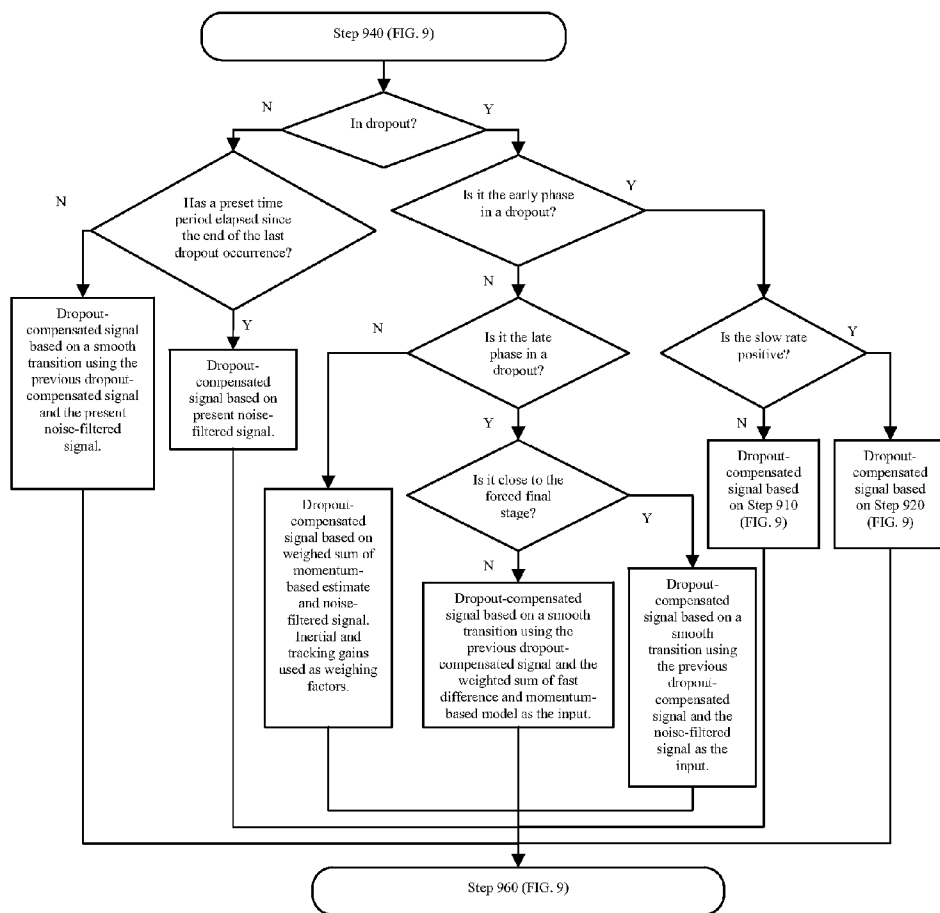 Step 940 (FIG. 9)
N
Y
In dropout?
N
Has a preset time
period elapsed since
the end of the last
dropout occurrence?
Is it the early phase
in a dropout?
Y
Y
N
Dropout-
compensated signal
based on a smooth
transition using the
previous dropout-
compensated signal
and the present
noise-filtered
signal.
Dropout-
compensated
signal based on
present noise-
filtered signal.
N
Is it the late
phase in a
dropout?
Is the slow rate
positive?
Y
Y
N
Dropout-
compensated
signal based on
weighed sum of
momentum-
based estimate
and noise-
filtered signal.
Inertial and
tracking gains
used as weighing
factors.
Is it close to the
forced final
stage?
Y
N
Dropout-
compensated
signal based
on Step 910
(FIG. 9)
Dropout-
compensated
signal based
on Step 920
(FIG. 9)
Dropout-compensated
signal based on a smooth
transition using the
previous dropout-
compensated signal and the
weighted sum of fast
difference and momentum-
based model as the input.
Dropout-
compensated
signal based on a
smooth
transition using
the previous
dropout-
compensated
signal and the
noise-filtered
signal as the
input.
Step 960 (FIG. 9)